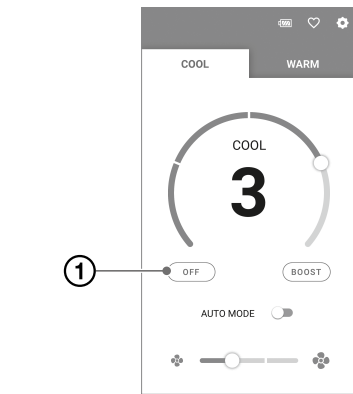 COOL WARM
COOL
3
1
OFF BOOST
AUTO MODE